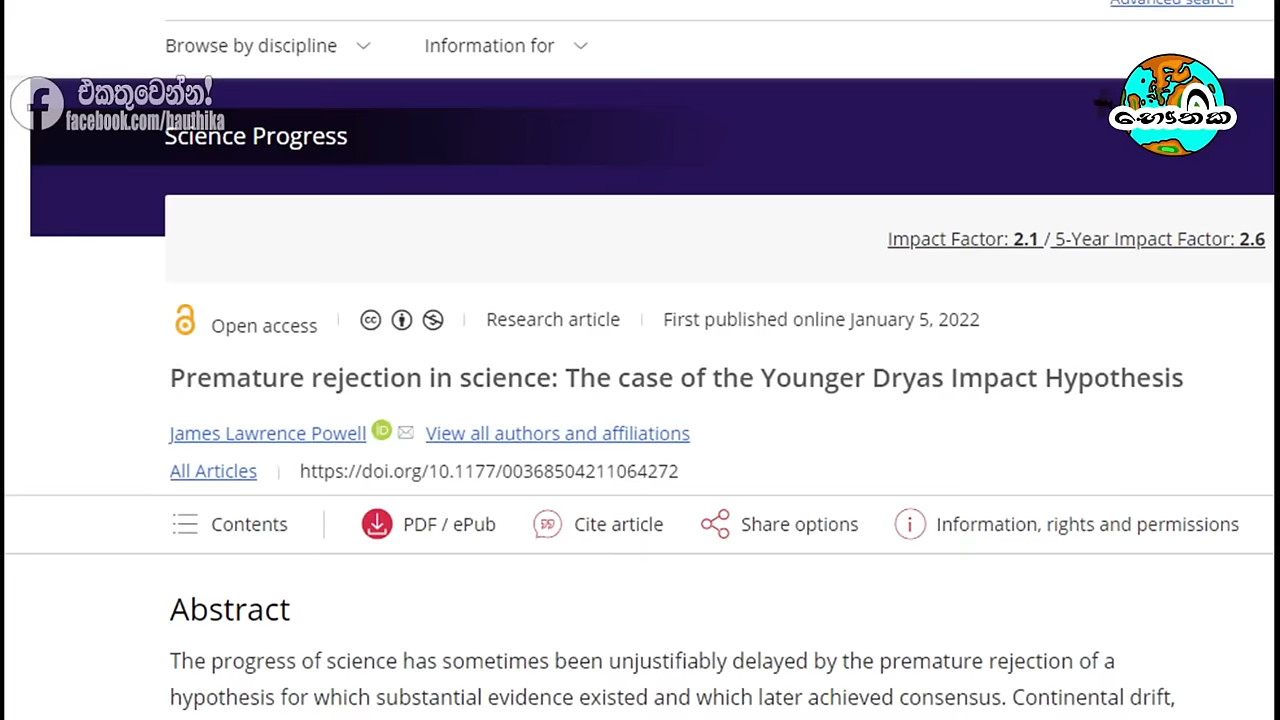 Advanced search
Browse by discipline
Information for
එකතුවෙන්න!
facebook.com/bauthika
Science Progress
භෞතික
Impact Factor: 2.1 / 5-Year Impact Factor: 2.6
Open access
Research article
First published online January 5, 2022
Premature rejection in science: The case of the Younger Dryas Impact Hypothesis
James Lawrence Powell
iD
View all authors and affiliations
All Articles
https://doi.org/10.1177/00368504211064272
Contents
PDF / ePub
Cite article
Share options
Information, rights and permissions
Abstract
The progress of science has sometimes been unjustifiably delayed by the premature rejection of a
hypothesis for which substantial evidence existed and which later achieved consensus. Continental drift,